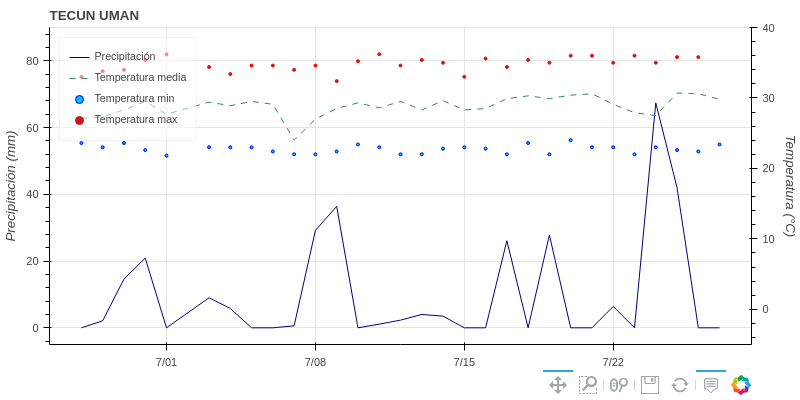 TECUN UMAN
Precipitación
Temperatura media
Temperatura min
Temperatura max
Precipitación (mm)
80
60
40
20
0
Temperatura (°C)
40
30
20
10
0
7/01
7/08
7/15
7/22